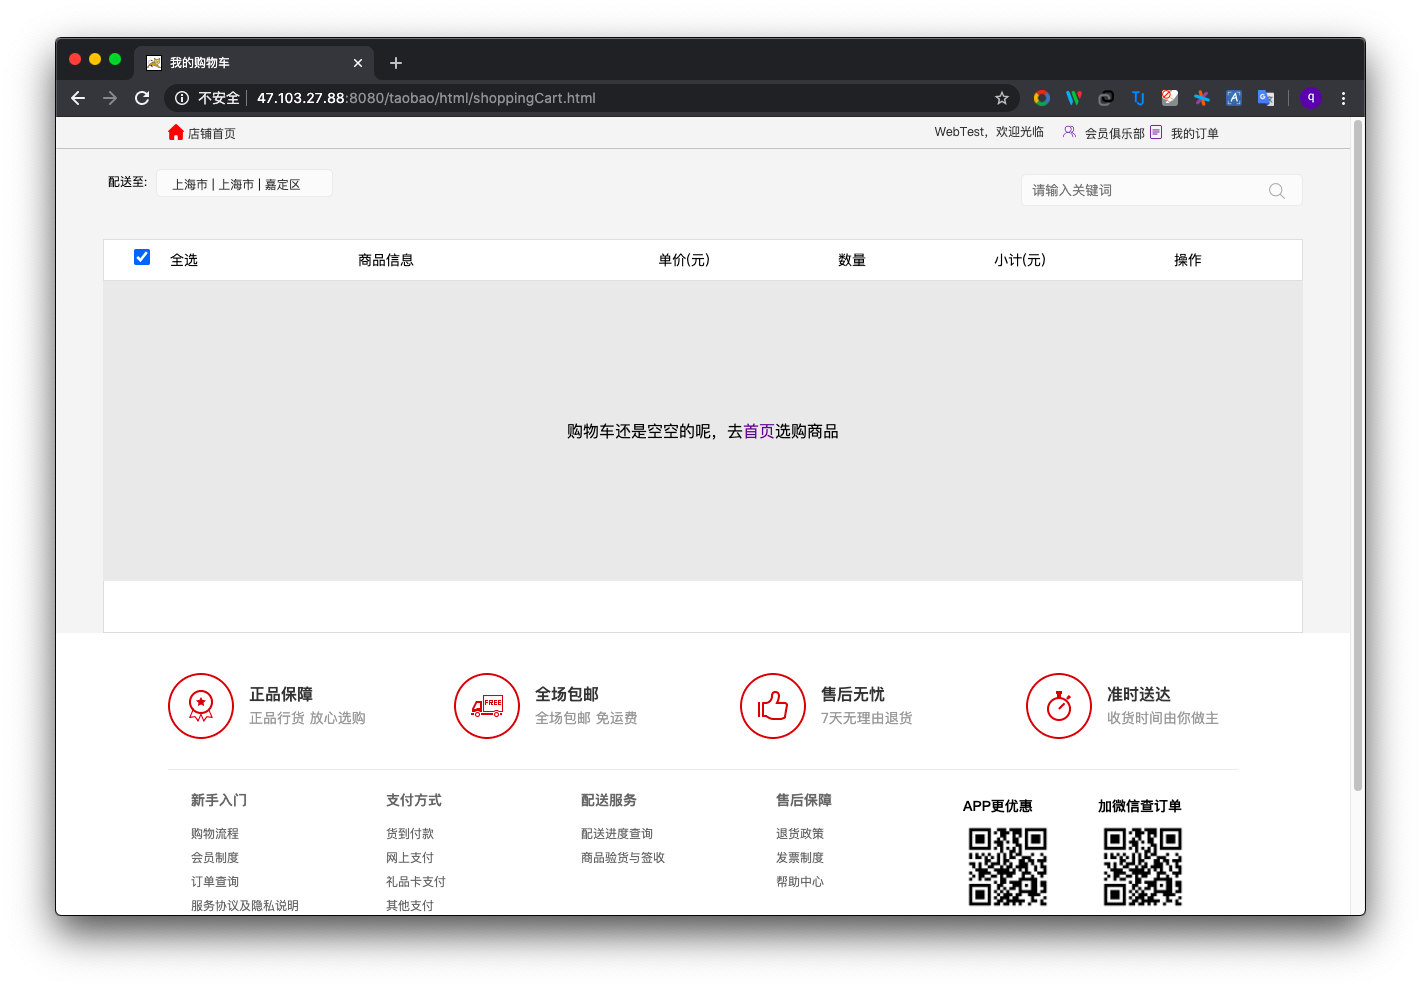 我的购物车
不安全 47.103.27.88:8080/taobao/html/shoppingCart.html q
店铺首页 WebTest，欢迎光临 会员俱乐部 我的订单
配送至: 上海市 | 上海市 | 嘉定区 请输入关键词
全选 商品信息 单价(元) 数量 小计(元) 操作
购物车还是空空的呢，去首页选购商品
正品保障 全场包邮 售后无忧 准时送达
FREE
正品行货 放心选购 全场包邮 免运费 7天无理由退货 收货时间由你做主
新手入门 支付方式 配送服务 售后保障 APP更优惠 加微信查订单
购物流程 货到付款 配送进度查询 退货政策
会员制度 网上支付 商品验货与签收 发票制度
订单查询 礼品卡支付 帮助中心
服务协议及隐私说明 其他支付